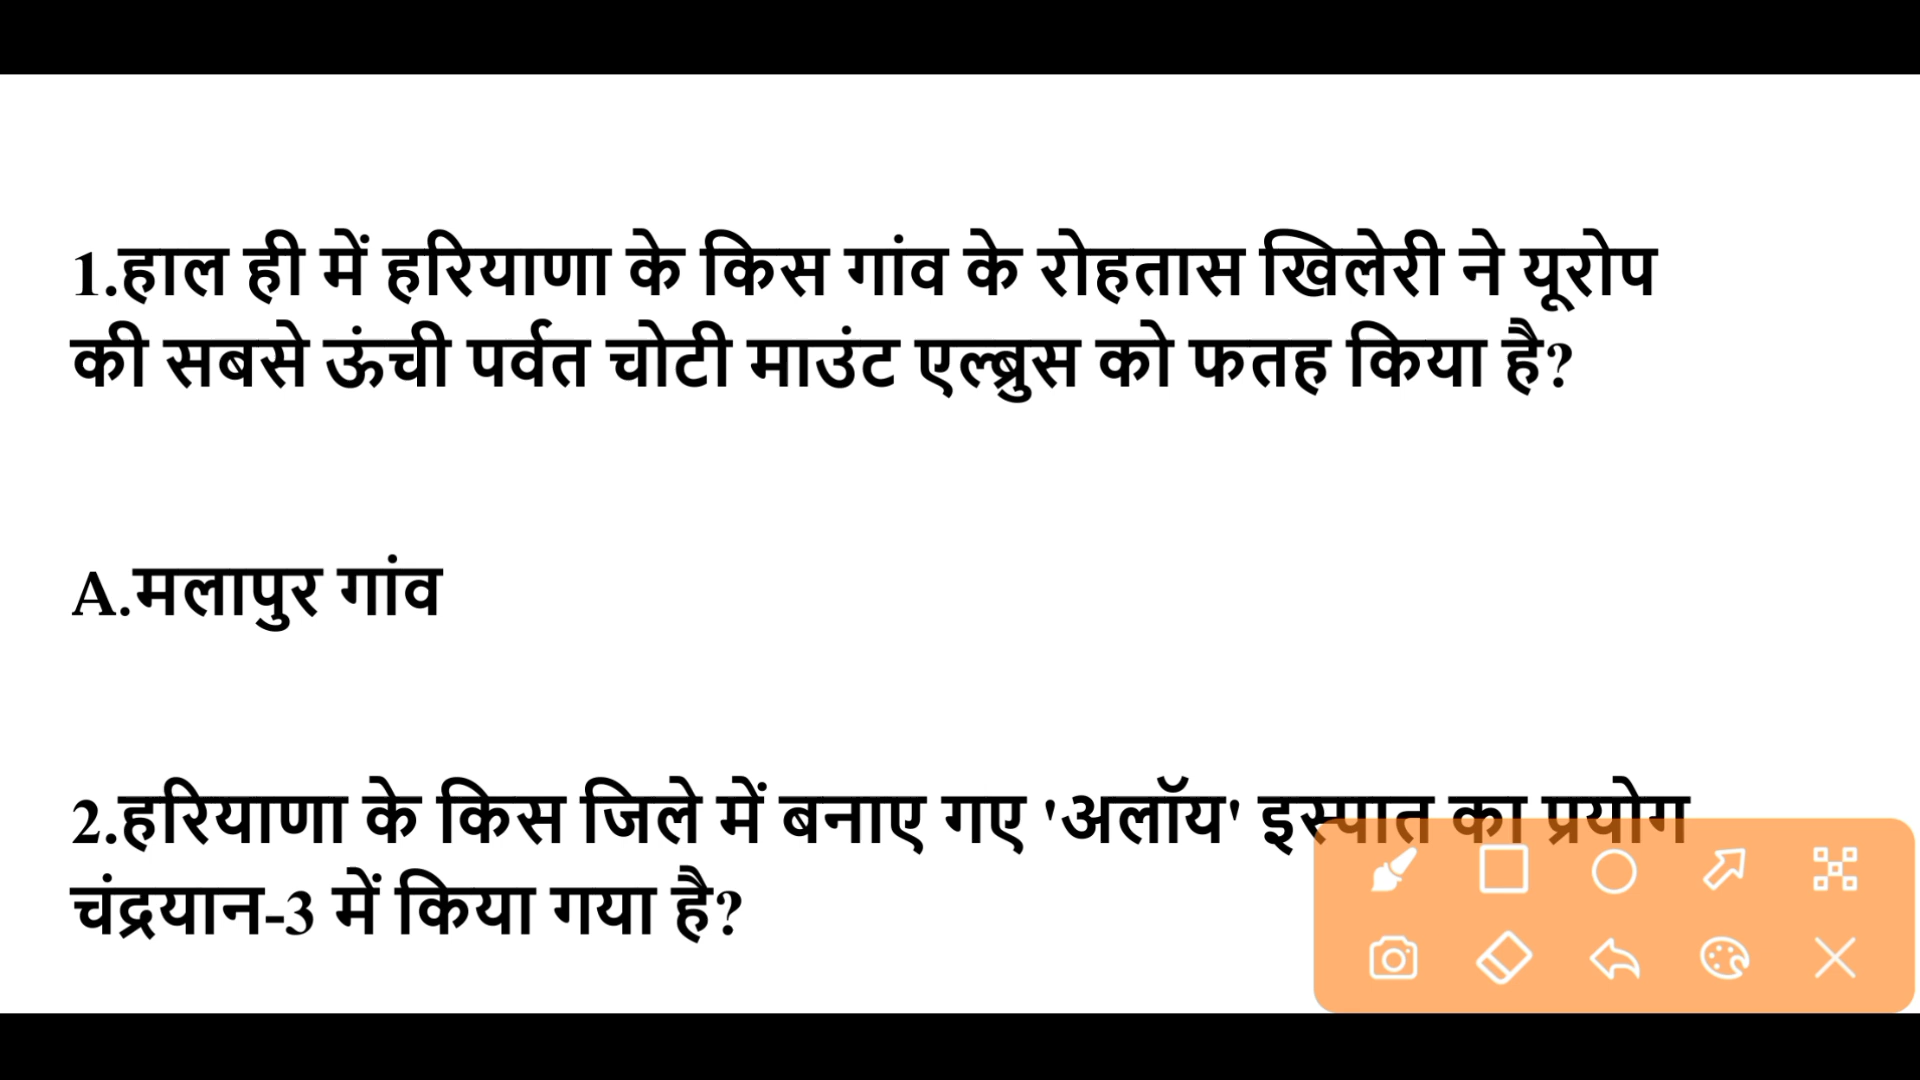 1.हाल ही में हरियाणा के किस गांव के रोहतास खिलेरी ने यूरोप
की सबसे ऊंची पर्वत चोटी माउंट एल्ब्रुस को फतह किया है?
A.मलापुर गांव
2.हरियाणा के किस जिले में बनाए गए 'अलॉय' इस्पात का प्रयोग
चंद्रयान-3 में किया गया है?